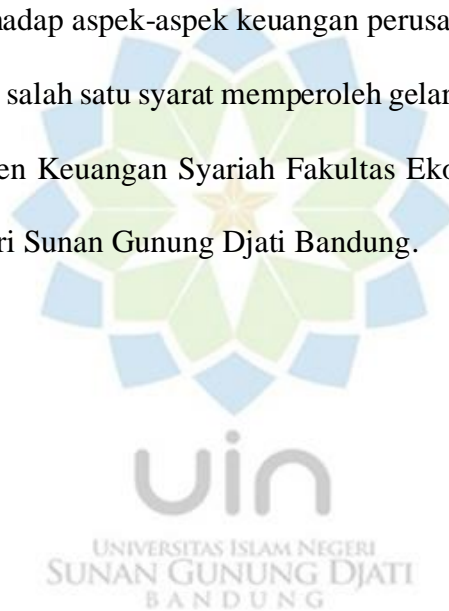 hadap aspek-aspek keuangan perusa
salah satu syarat memperoleh gelar
en Keuangan Syariah Fakultas Eko
ri Sunan Gunung Djati Bandung.
uin
UNIVERSITAS ISLAM NEGERI
SUNAN GUNUNG DJATI
BANDUNG